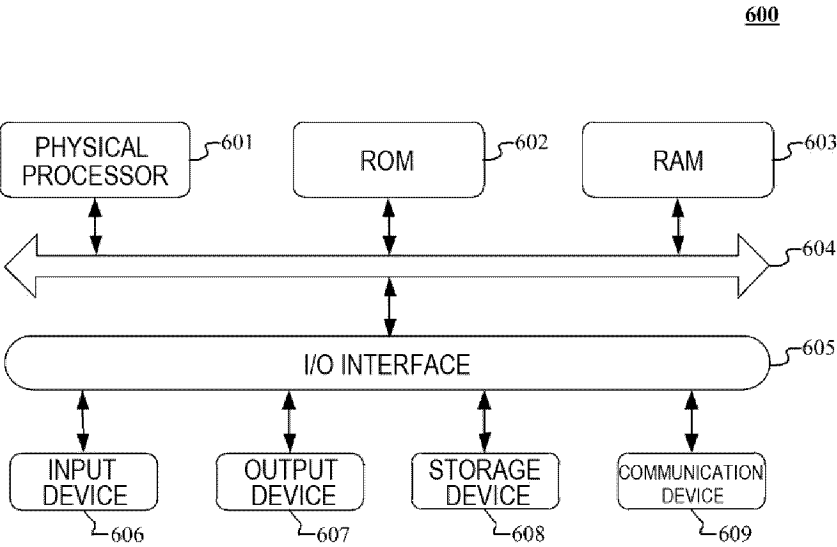 600
PHYSICAL
PROCESSOR
601
ROM
602
RAM
603
604
I/O INTERFACE
605
INPUT
DEVICE
606
OUTPUT
DEVICE
607
STORAGE
DEVICE
608
COMMUNICATION
DEVICE
609